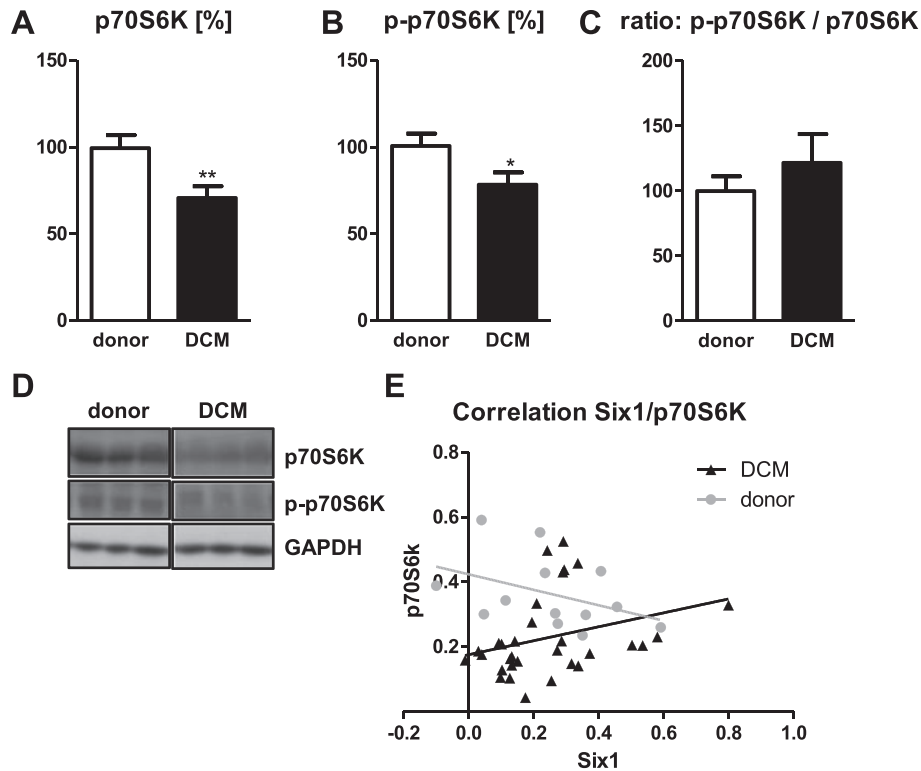 A p70S6K [%]
150
100
50
0
**
donor DCM
B p-p70S6K [%]
150
100
50
0
*
donor DCM
C ratio: p-p70S6K / p70S6K
200
150
100
50
0
donor DCM
D
donor DCM
p70S6K
p-p70S6K
GAPDH
E
Correlation Six1/p70S6K
p70S6k
0.8
0.6
0.4
0.2
DCM
donor
-0.2 0.0 0.2 0.4 0.6 0.8 1.0
Six1